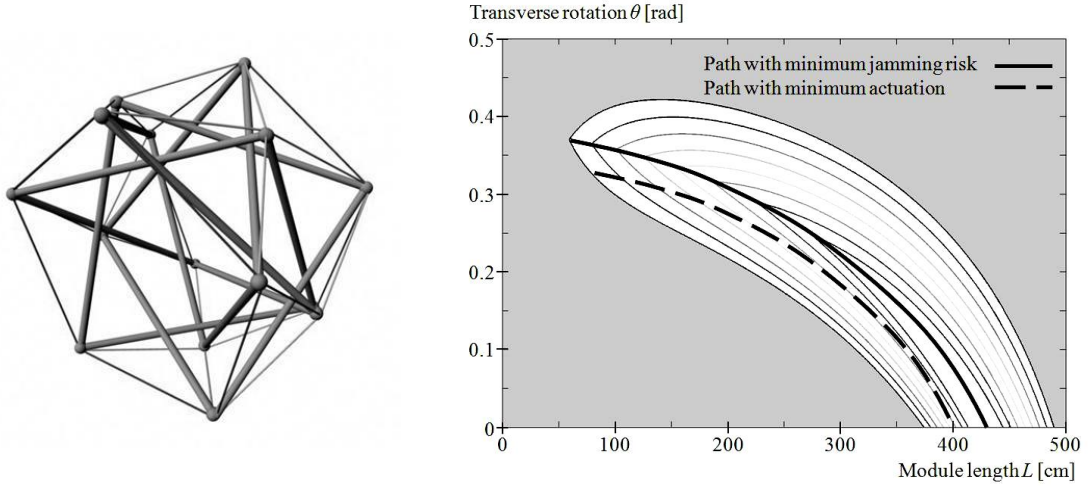 Transverse rotation θ [rad]
0.5
Path with minimum jamming risk
Path with minimum actuation
0.4
0.3
0.2
0.1
0
0 100 200 300 400 500
Module length L [cm]